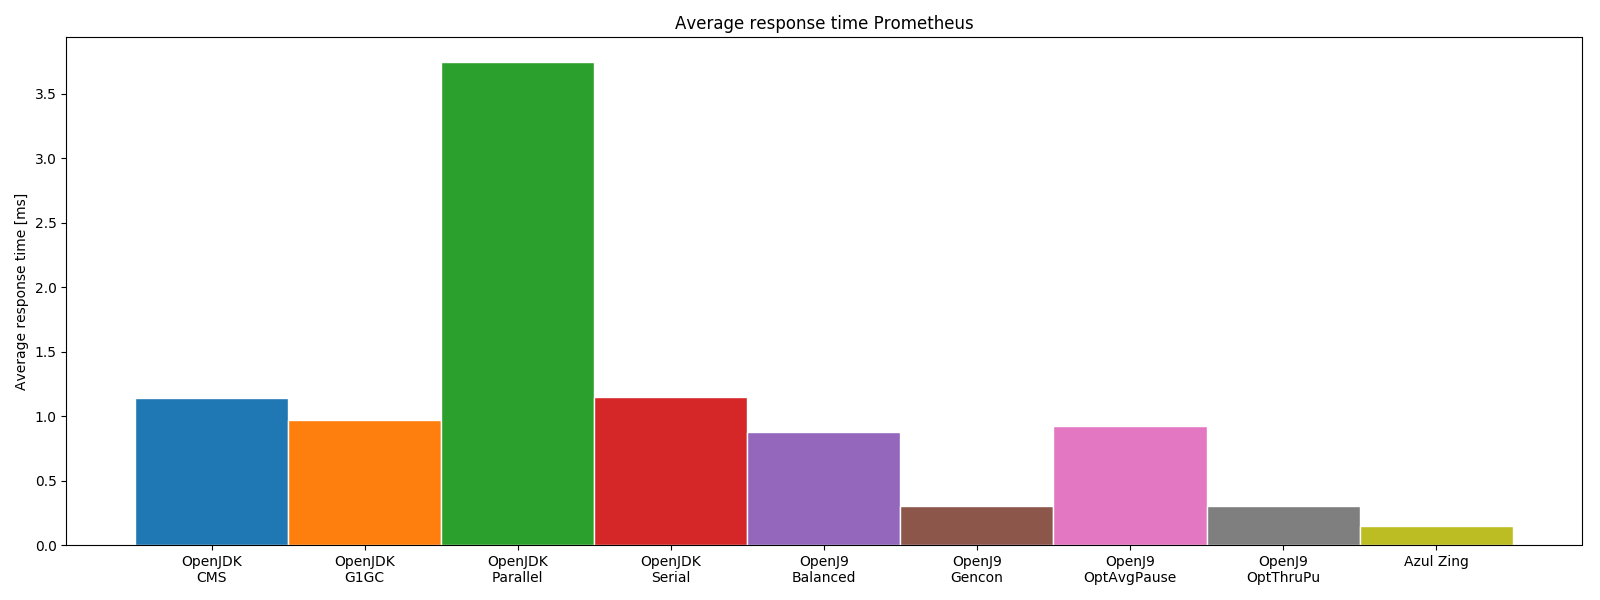 Average response time Prometheus
Average response time [ms]
3.5
3.0
2.5
2.0
1.5
1.0
0.5
0.0
OpenJDK
CMS
OpenJDK
G1GC
OpenJDK
Parallel
OpenJDK
Serial
OpenJ9
Balanced
OpenJ9
Gencon
OpenJ9
OptAvgPause
OpenJ9
OptThruPu
Azul Zing